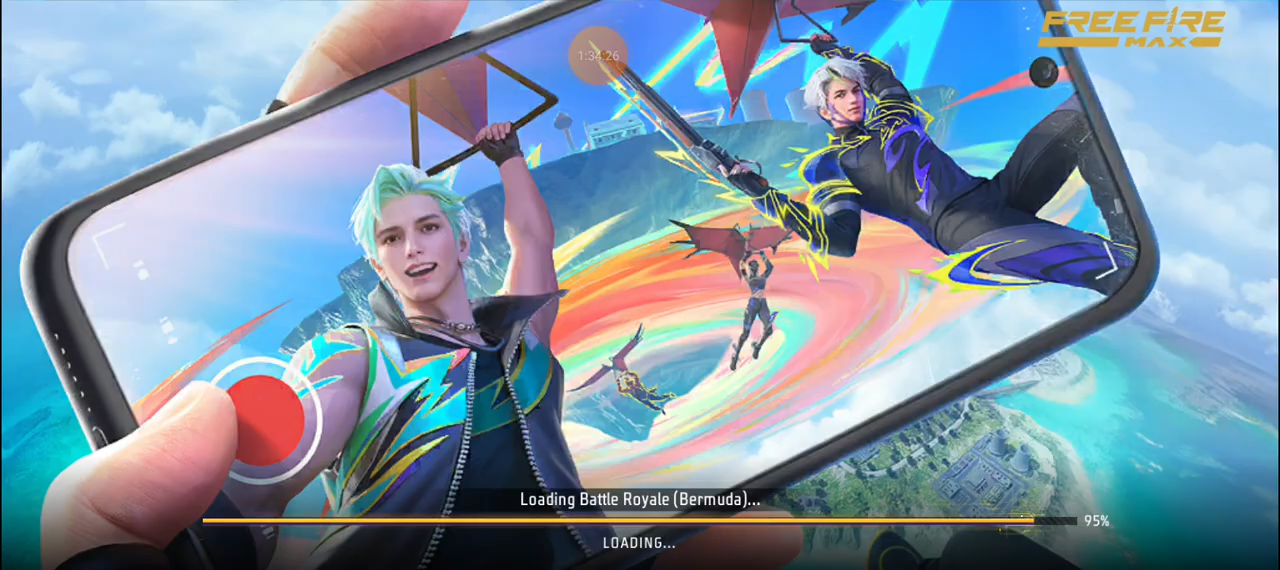 FREE FIRE
MAX
1:34:26
Loading Battle Royale (Bermuda)...
95%
LOADING...